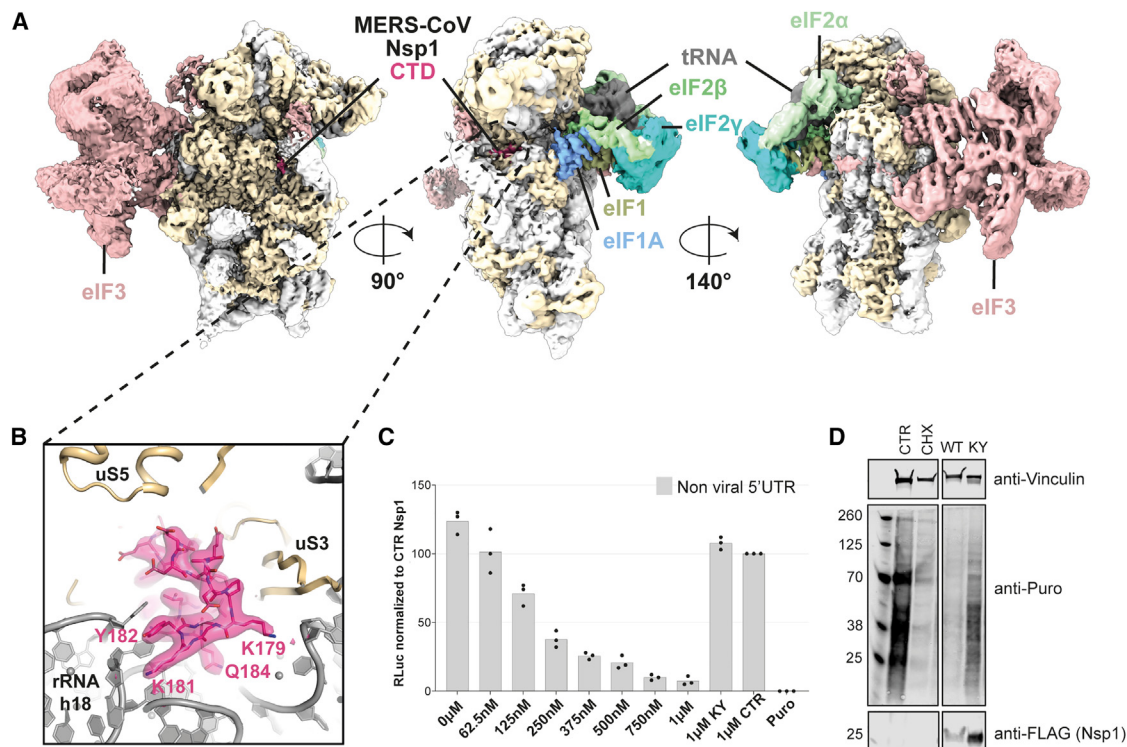 A
MERS-CoV
Nsp1
CTD
tRNA
eIF2α
eIF2β
eIF2γ
eIF1
eIF1A
eIF3
90°
140°
eIF3
B
uS5
uS3
Y182
K179
Q184
K181
rRNA
h18
C
Non viral 5'UTR
RLuc normalized to CTR Nsp1
150
100
50
0
0μM
62.5nM
125nM
250nM
375nM
500nM
750nM
1μM
1μM KY
1μM CTR
Puro
D
CTR
CHX
WT KY
anti-Vinculin
260
125
70
38
25
anti-Puro
25
anti-FLAG (Nsp1)